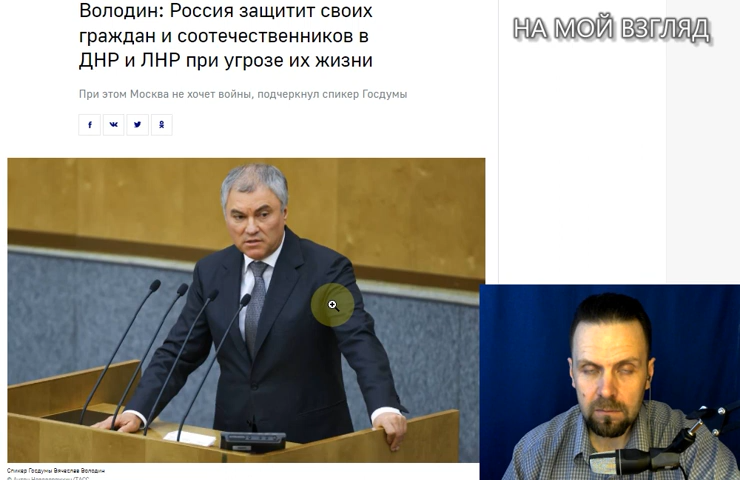 Володин: Россия защитит своих
граждан и соотечественников в
ДНР и ЛНР при угрозе их жизни
При этом Москва не хочет войны, подчеркнул спикер Госдумы
НА МОЙ ВЗГЛЯД
Спикер Госдумы Вячеслав Володин